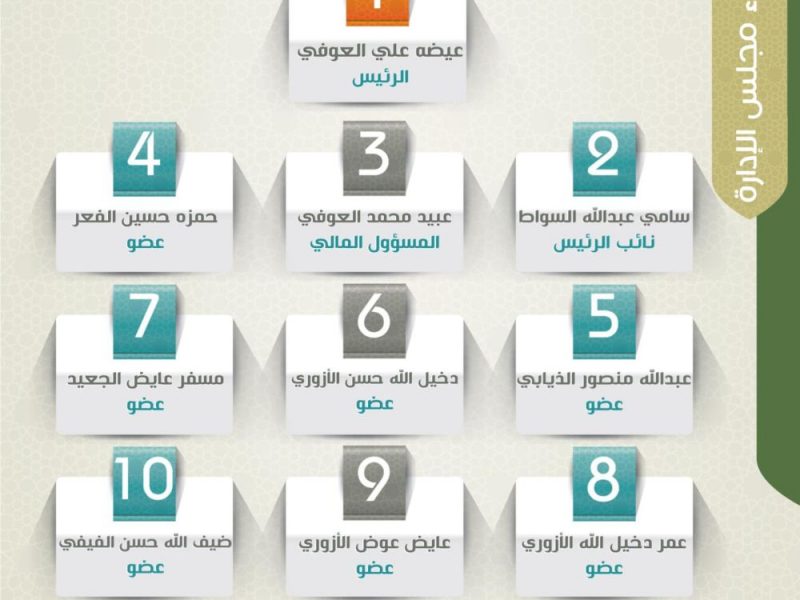 مجلس الإدارة
1
عيضه علي العوفي
الرئيس
2
سامي عبدالله السواط
نائب الرئيس
3
عبيد محمد العوفي
المسؤول المالي
4
حمزه حسين الفعر
عضو
5
عبدالله منصور الذيابي
عضو
6
دخيل الله حسن الأزوري
عضو
7
مسفر عايض الجعيد
عضو
8
عمر دخيل الله الأزوري
عضو
9
عايض عوض الأزوري
عضو
10
ضيف الله حسن الفيفي
عضو